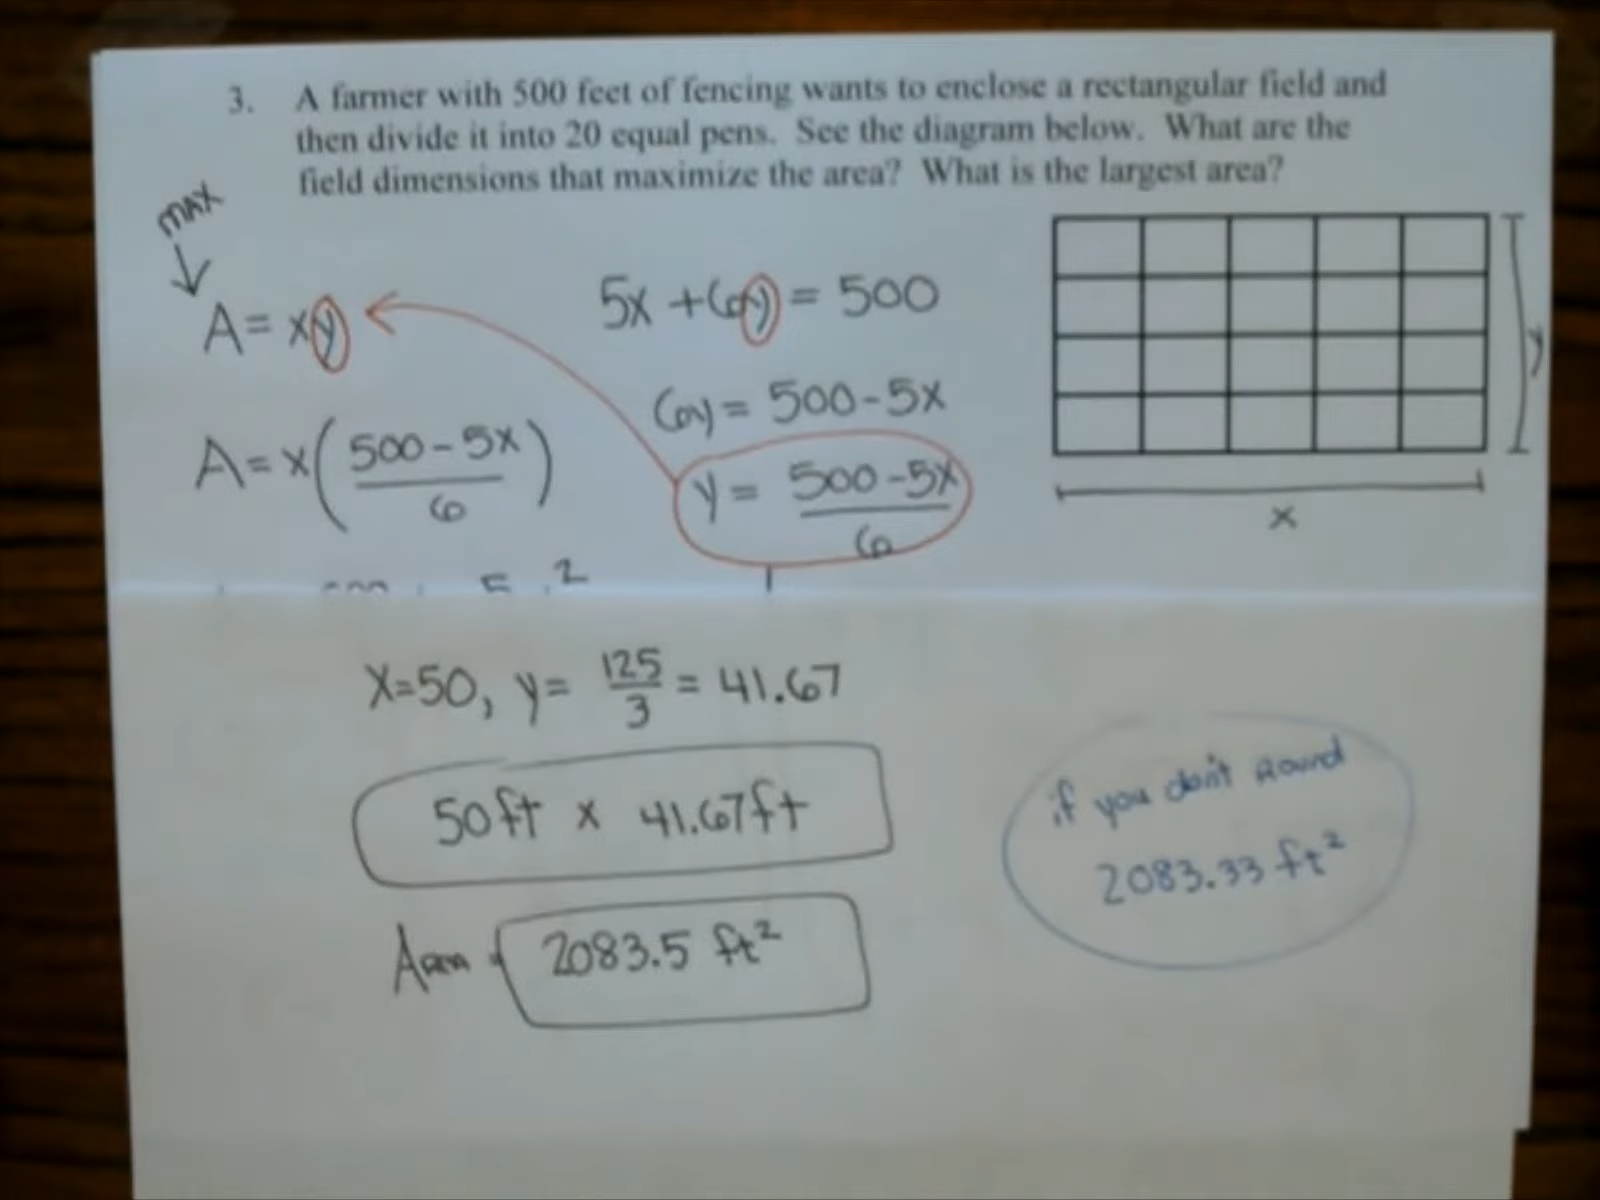 3. A farmer with 500 feet of fencing wants to enclose a rectangular field and
then divide it into 20 equal pens. See the diagram below. What are the
field dimensions that maximize the area? What is the largest area?
MAX
A = xy
5x + 6y = 500
6y = 500 - 5x
A = x(500 - 5x / 6)
y = 500 - 5x / 6
y
x
X=50, y = 125/3 = 41.67
50ft x 41.67ft
if you don't Round
2083.33 ft²
Area = 2083.5 ft²